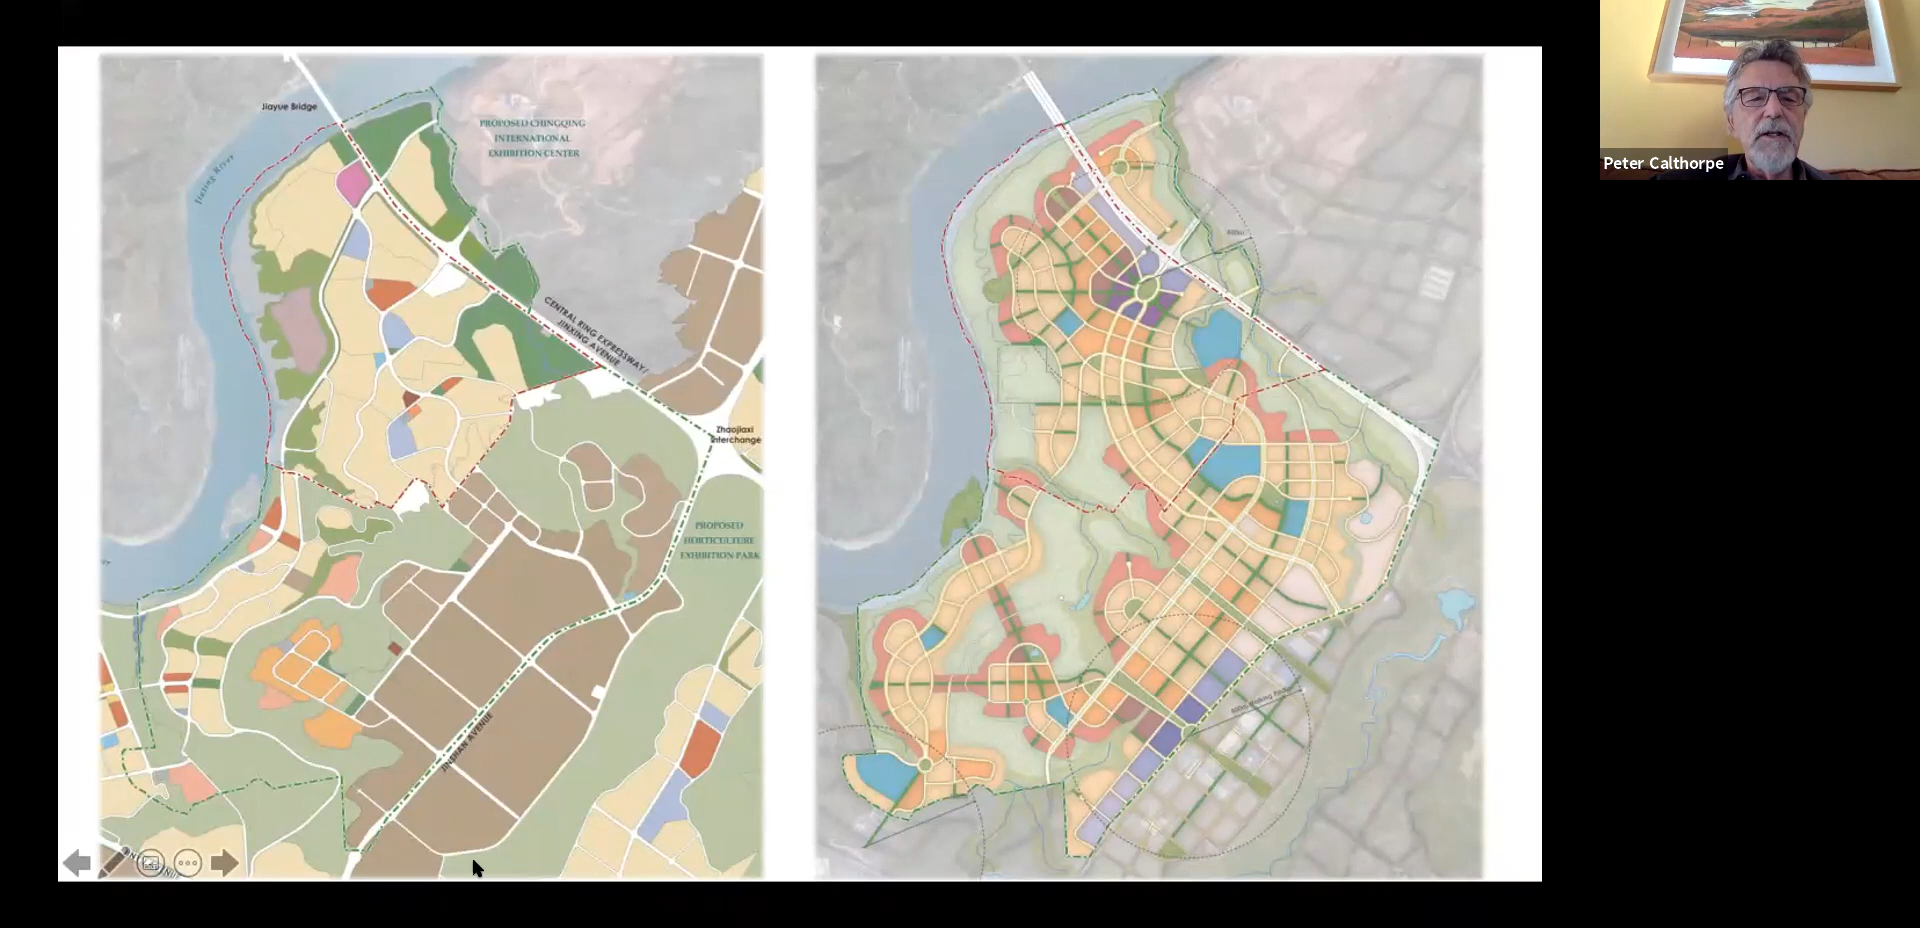 Jiayue Bridge
PROPOSED CHINGQING
INTERNATIONAL
EXHIBITION CENTER
Jialing River
CENTRAL RING EXPRESSWAY/
JINXING AVENUE
Zhaojiaxi
Interchange
PROPOSED
HORTICULTURE
EXHIBITION PARK
JINSHAN AVENUE
Peter Calthorpe